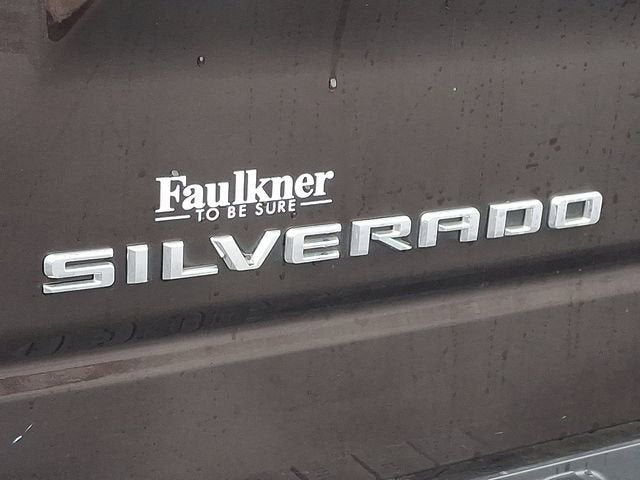 Faulkner
TO BE SURE
SILVERADO